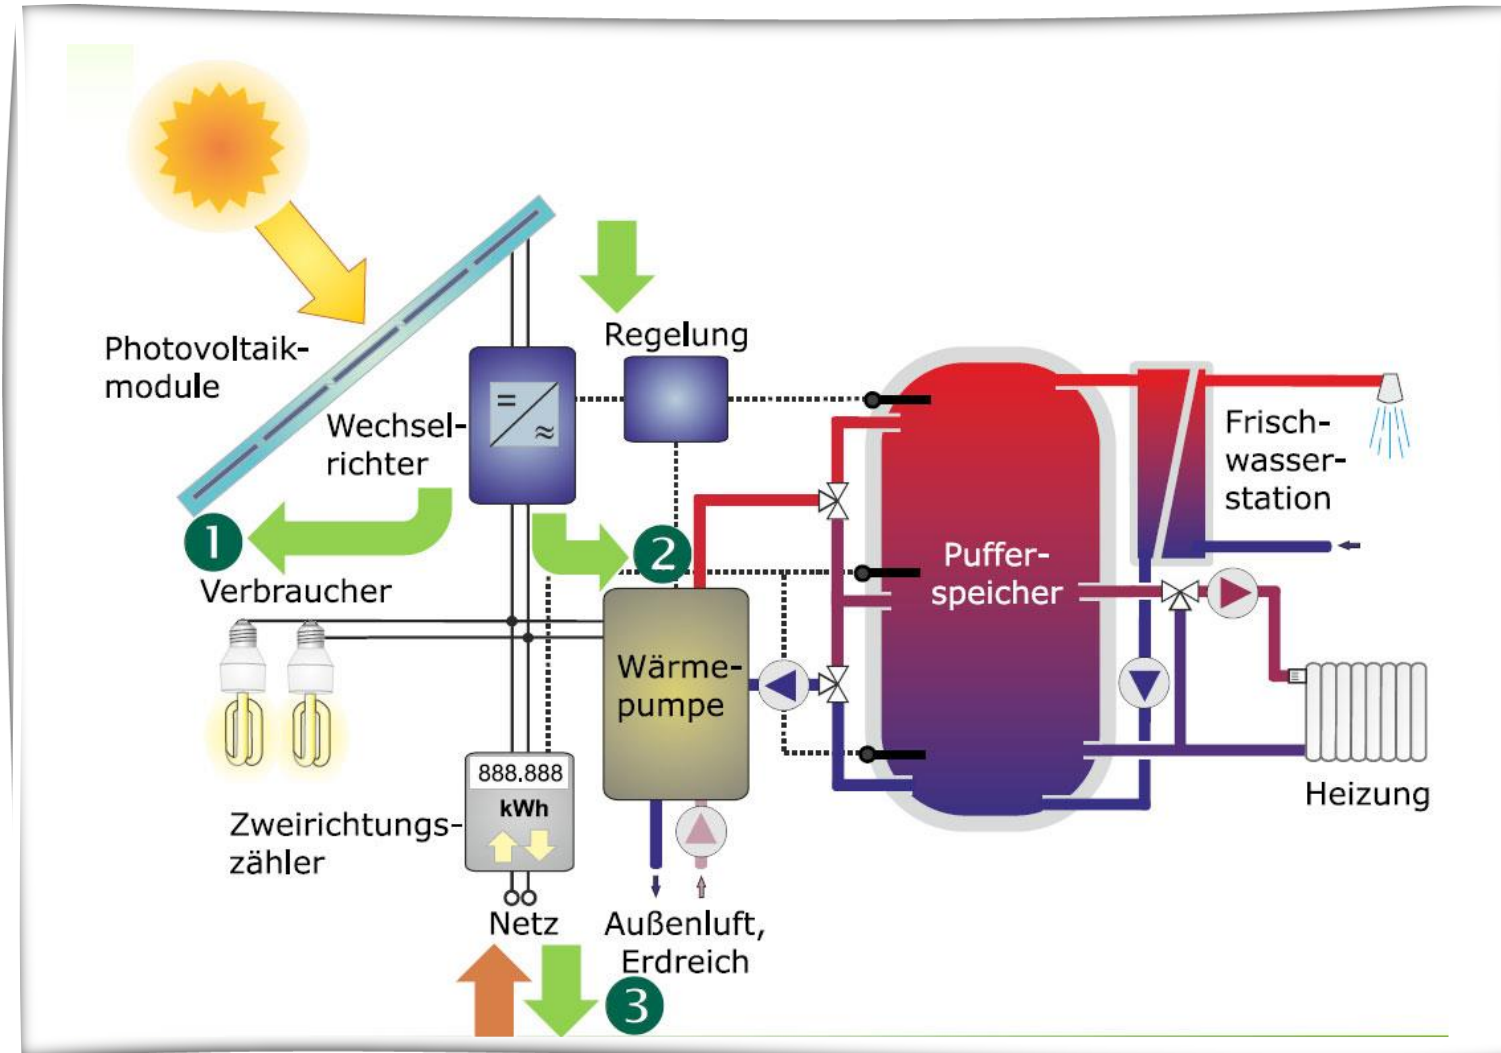 Photovoltaik-
module
Regelung
=
≈
Wechsel-
richter
Frisch-
wasser-
station
1
2
Verbraucher
Puffer-
speicher
Wärme-
pumpe
888.888
kWh
Zweirichtungs-
zähler
Heizung
Netz
Außenluft,
Erdreich
3